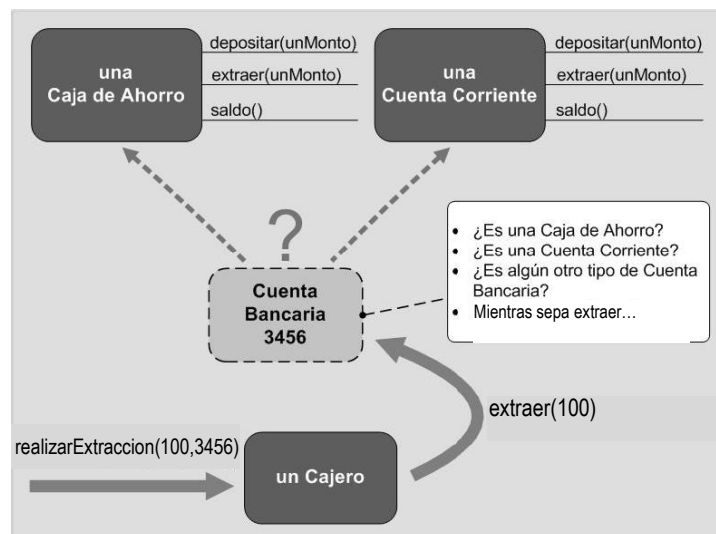 una
Caja de Ahorro
depositar(unMonto)
extraer(unMonto)
saldo()
una
Cuenta Corriente
depositar(unMonto)
extraer(unMonto)
saldo()
?
Cuenta
Bancaria
3456
• ¿Es una Caja de Ahorro?
• ¿Es una Cuenta Corriente?
• ¿Es algún otro tipo de Cuenta
Bancaria?
• Mientras sepa extraer…
extraer(100)
realizarExtraccion(100,3456)
un Cajero